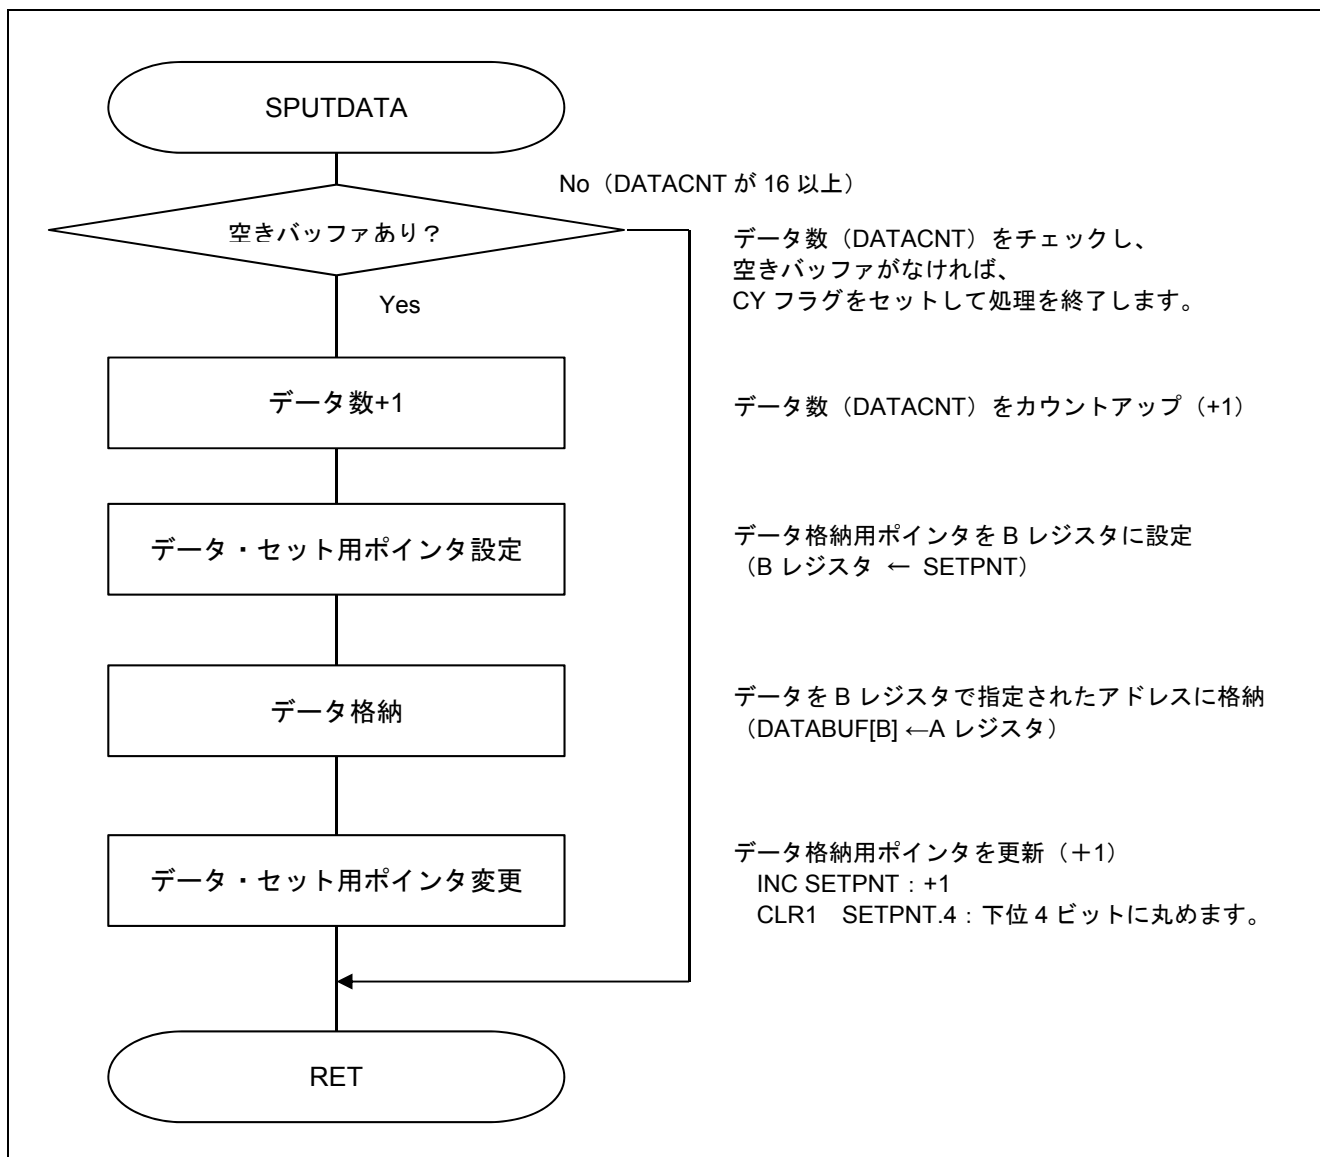 SPUTDATA
No（DATACNT が 16 以上）
空きバッファあり？
データ数（DATACNT）をチェックし、
空きバッファがなければ、
CY フラグをセットして処理を終了します。
Yes
データ数+1
データ数（DATACNT）をカウントアップ（+1）
データ・セット用ポインタ設定
データ格納用ポインタを B レジスタに設定
（B レジスタ ← SETPNT）
データ格納
データを B レジスタで指定されたアドレスに格納
（DATABUF[B] ←A レジスタ）
データ・セット用ポインタ変更
データ格納用ポインタを更新（＋1）
INC SETPNT：+1
CLR1　SETPNT.4：下位 4 ビットに丸めます。
RET